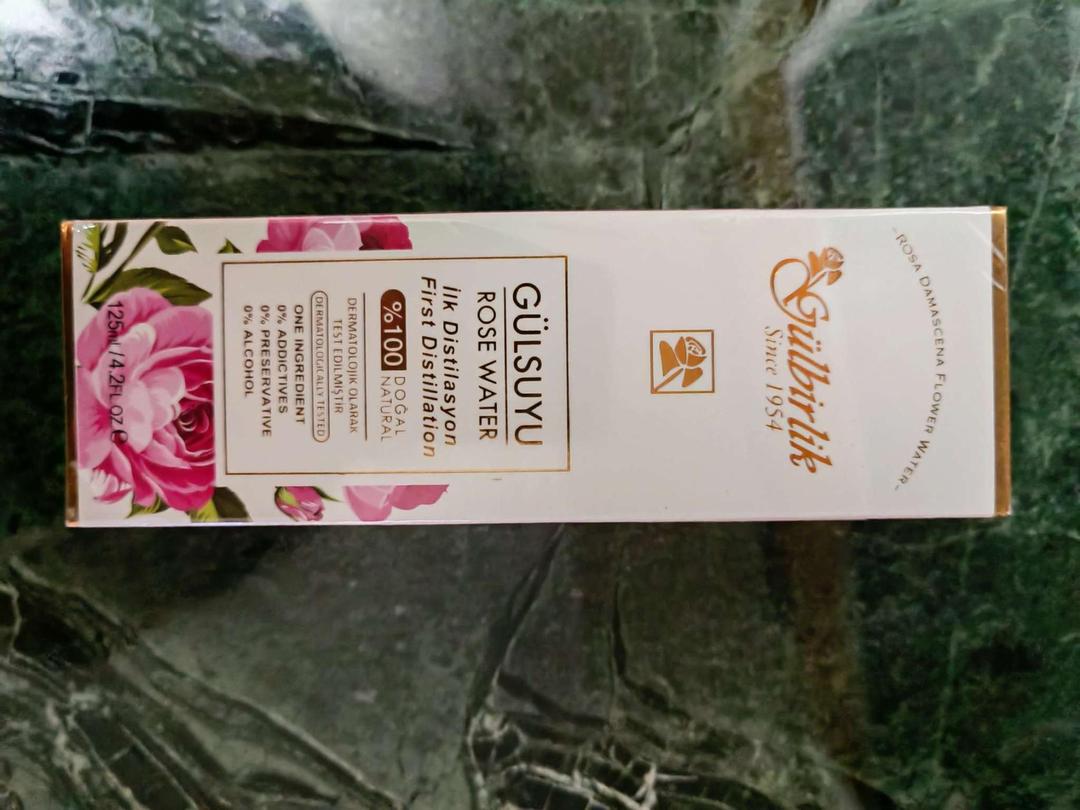 ~ROSA DAMASCENA FLOWER WATER~
Gülbirlik
Since 1954
GÜLSUYU
ROSE WATER
İlk Distilasyon
First Distillation
%100 DOĞAL
NATURAL
DERMATOLOJİK OLARAK
TEST EDİLMİŞTİR
DERMATOLOGICALLY TESTED
ONE INGREDIENT
0% ADDICTIVES
0% PRESERVATIVE
0% ALCOHOL
125ml / 4.2FL OZ ℮